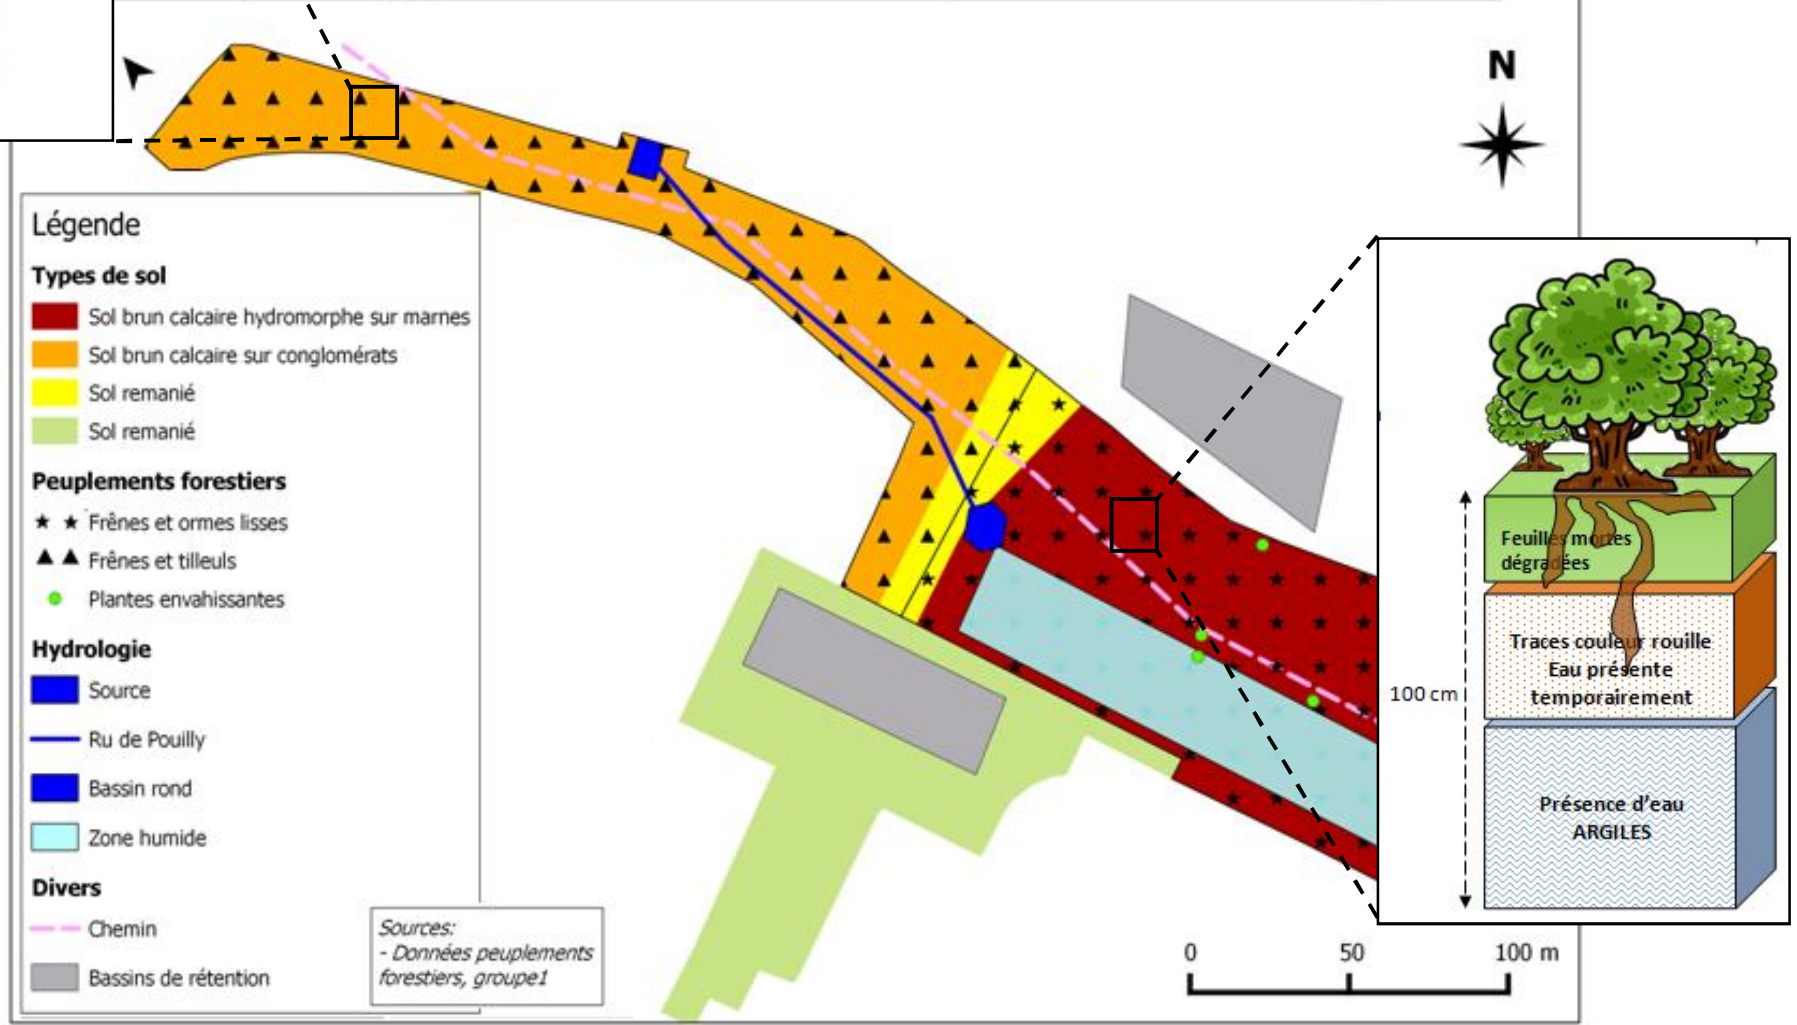 N
Légende
Types de sol
Sol brun calcaire hydromorphe sur marnes
Sol brun calcaire sur conglomérats
Sol remanié
Sol remanié
Peuplements forestiers
Frênes et ormes lisses
Frênes et tilleuls
Plantes envahissantes
Hydrologie
Source
Ru de Pouilly
Bassin rond
Zone humide
Divers
Chemin
Bassins de rétention
Sources:
- Données peuplements
forestiers, groupe1
Feuilles mortes
dégradées
Traces couleur rouille
Eau présente
temporairement
100 cm
Présence d'eau
ARGILES
0 50 100 m